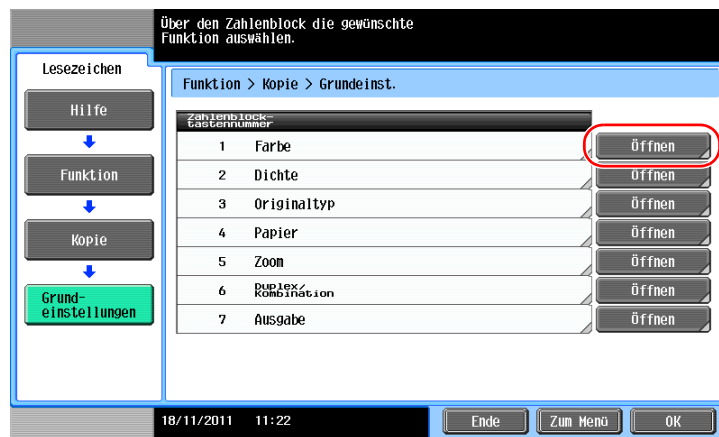 Über den Zahlenblock die gewünschte
Funktion auswählen.
Lesezeichen
Hilfe
Funktion
Kopie
Grund-
einstellungen
Funktion > Kopie > Grundeinst.
Zahlenblock-
tastennummer
1 Farbe Öffnen
2 Dichte Öffnen
3 Originaltyp Öffnen
4 Papier Öffnen
5 Zoom Öffnen
6 Duplex/
Kombination Öffnen
7 Ausgabe Öffnen
18/11/2011 11:22 Ende Zum Menü OK